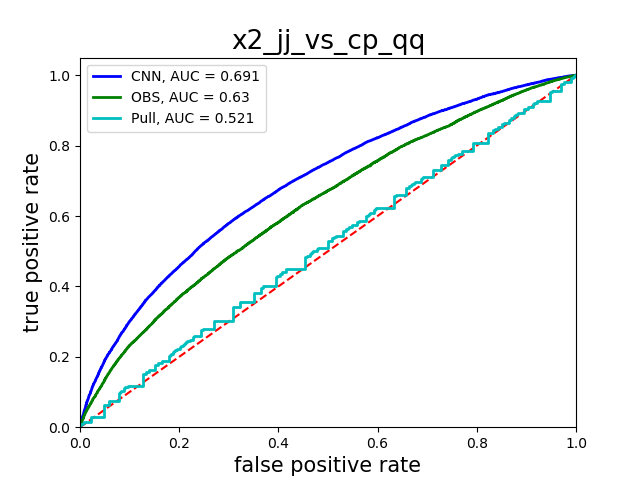 x2_jj_vs_cp_qq
CNN, AUC = 0.691
OBS, AUC = 0.63
Pull, AUC = 0.521
true positive rate
1.0
0.8
0.6
0.4
0.2
0.0
0.0 0.2 0.4 0.6 0.8 1.0
false positive rate